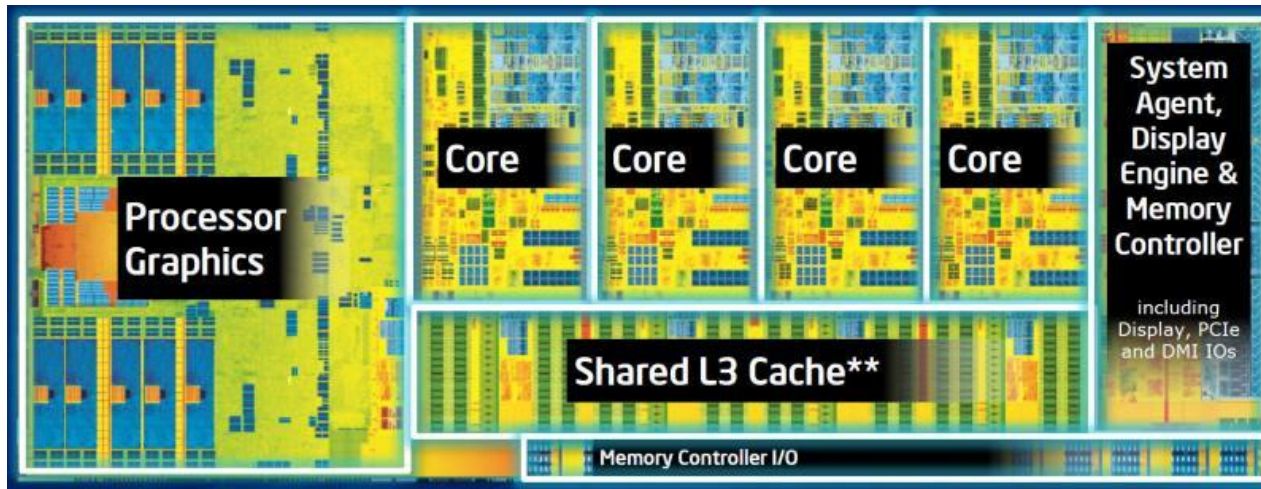 Processor
Graphics
Core
Core
Core
Core
System
Agent,
Display
Engine &
Memory
Controller
including
Display, PCIe
and DMI IOs
Shared L3 Cache**
Memory Controller I/O